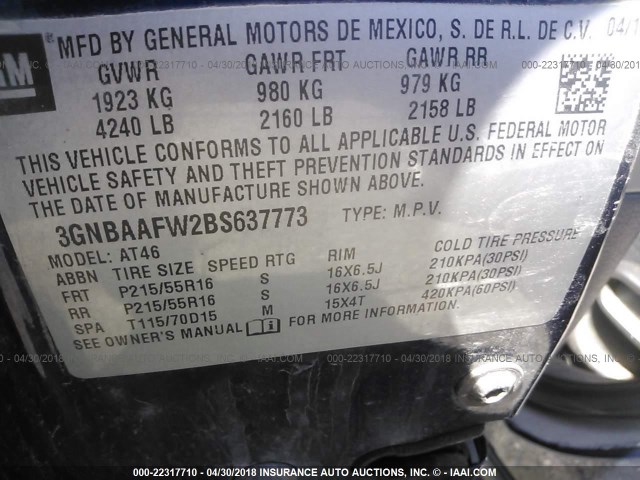 GM
MFD BY GENERAL MOTORS DE MEXICO, S. DE R.L. DE C.V. 04/1
GVWR GAWR FRT GAWR RR
1923 KG 980 KG 979 KG
4240 LB 2160 LB 2158 LB
THIS VEHICLE CONFORMS TO ALL APPLICABLE U.S. FEDERAL MOTOR
VEHICLE SAFETY AND THEFT PREVENTION STANDARDS IN EFFECT ON
THE DATE OF MANUFACTURE SHOWN ABOVE.
3GNBAAFW2BS637773 TYPE: M.P.V.
MODEL: AT46
ABBN TIRE SIZE SPEED RTG RIM COLD TIRE PRESSURE
FRT P215/55R16 S 16X6.5J 210KPA(30PSI)
RR P215/55R16 S 16X6.5J 210KPA(30PSI)
SPA T115/70D15 M 15X4T 420KPA(60PSI)
SEE OWNER'S MANUAL FOR MORE INFORMATION.
000-22317710 - 04/30/2018 INSURANCE AUTO AUCTIONS, INC. - © - IAAI.COM